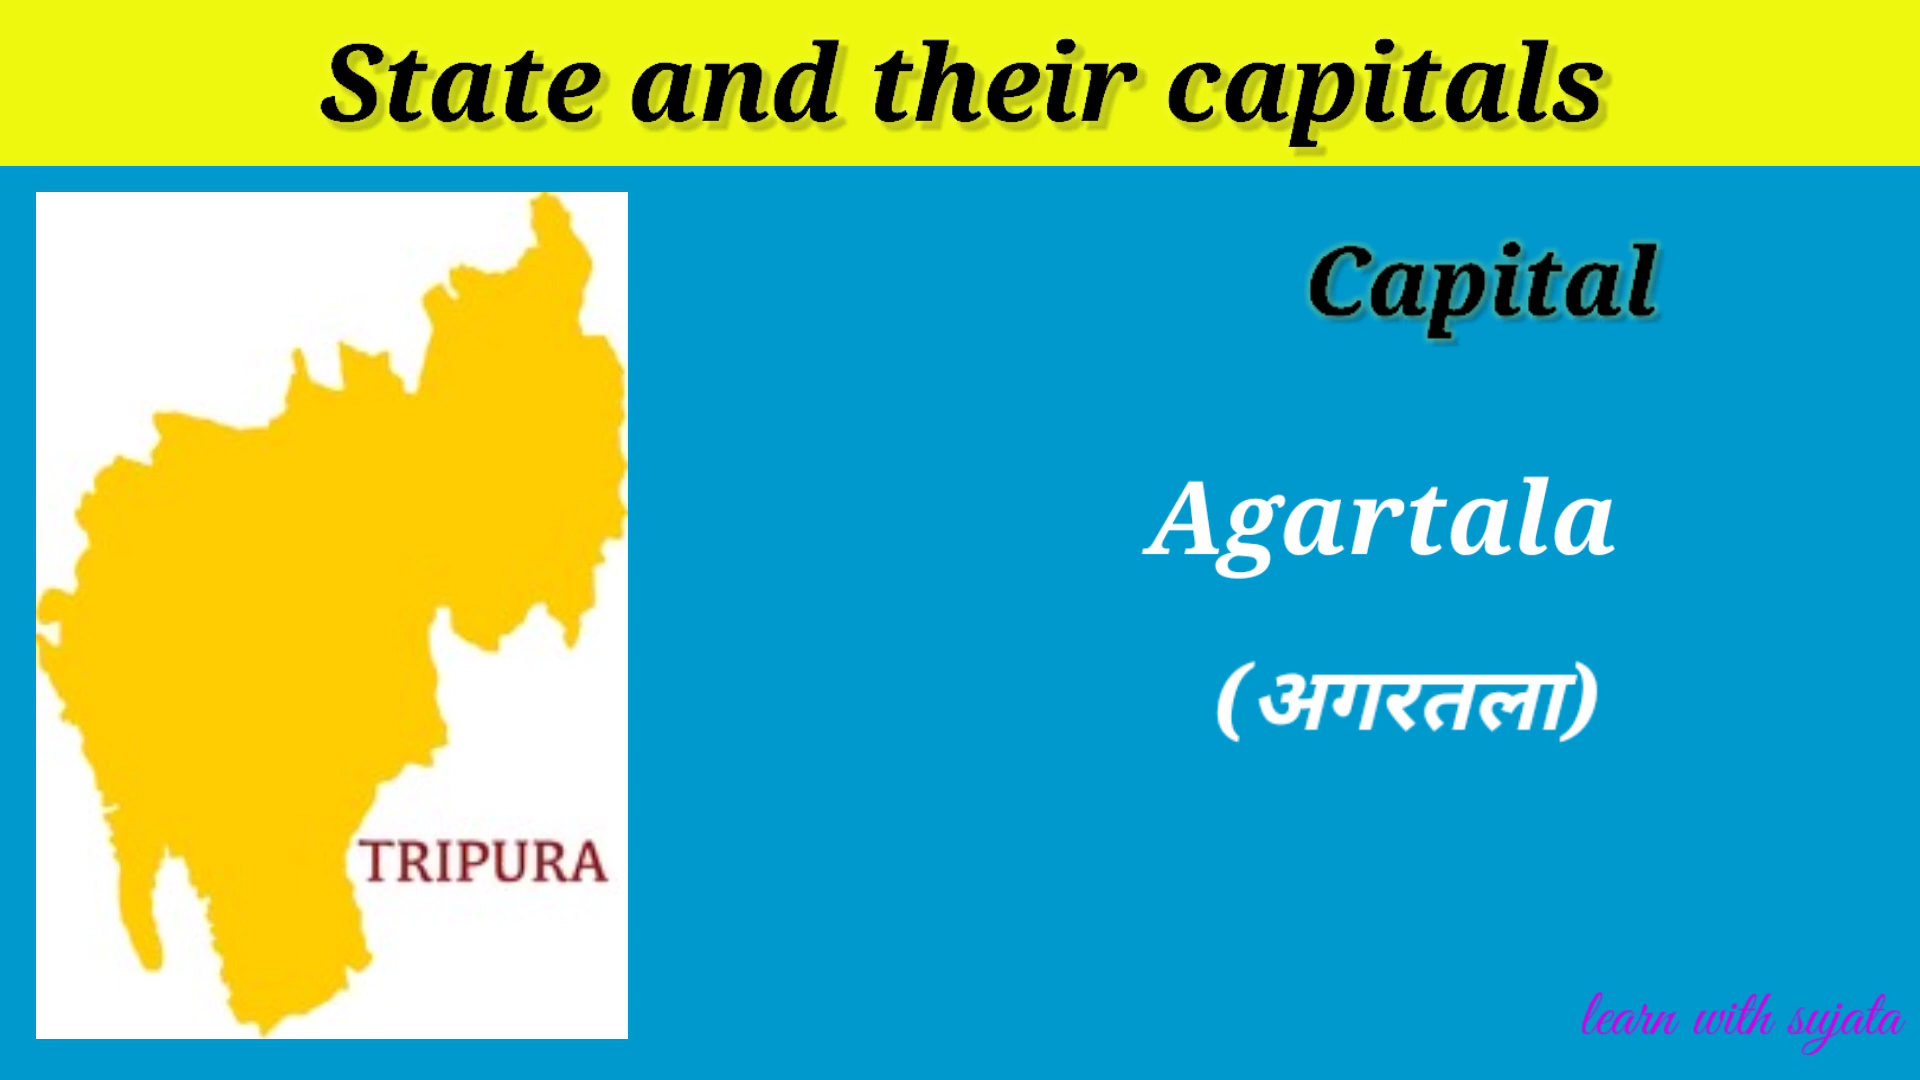 State and their capitals
Capital
Agartala
(अगरतला)
TRIPURA
learn with sujata